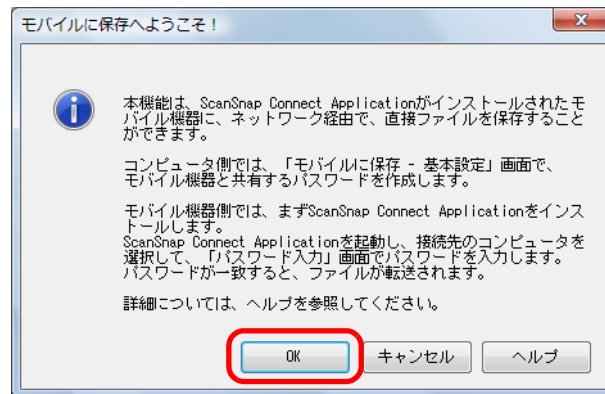 モバイルに保存へようこそ！
本機能は、ScanSnap Connect Applicationがインストールされたモ
バイル機器に、ネットワーク経由で、直接ファイルを保存すること
ができます。
コンピュータ側では、「モバイルに保存 - 基本設定」画面で、
モバイル機器と共有するパスワードを作成します。
モバイル機器側では、まずScanSnap Connect Applicationをインス
トールします。
ScanSnap Connect Applicationを起動し、接続先のコンピュータを
選択して、「パスワード入力」画面でパスワードを入力します。
パスワードが一致すると、ファイルが転送されます。
詳細については、ヘルプを参照してください。
OK キャンセル ヘルプ